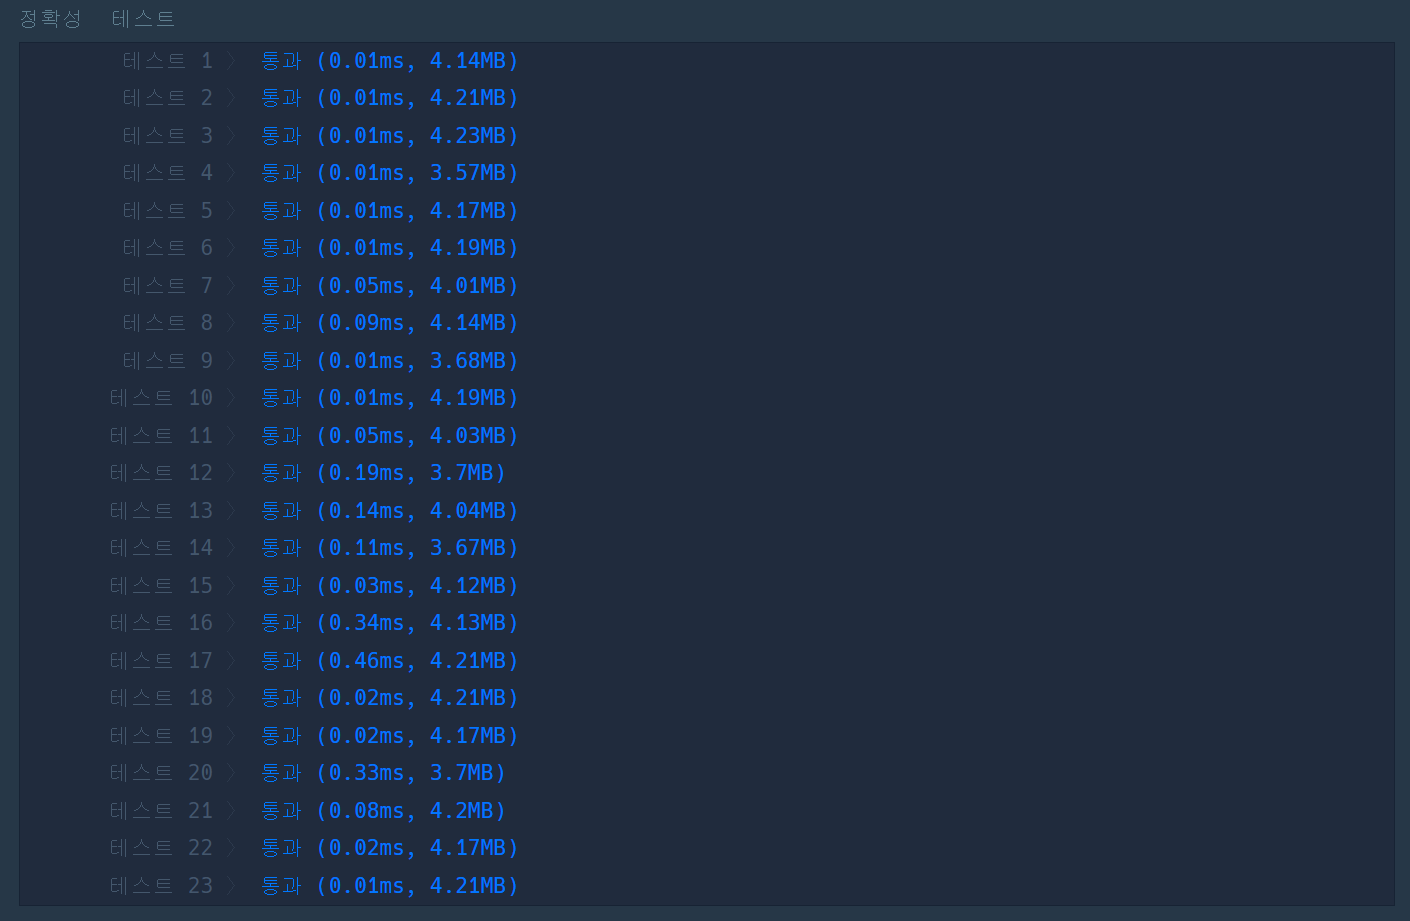 정확성 테스트
테스트 1 〉 통과 (0.01ms, 4.14MB)
테스트 2 〉 통과 (0.01ms, 4.21MB)
테스트 3 〉 통과 (0.01ms, 4.23MB)
테스트 4 〉 통과 (0.01ms, 3.57MB)
테스트 5 〉 통과 (0.01ms, 4.17MB)
테스트 6 〉 통과 (0.01ms, 4.19MB)
테스트 7 〉 통과 (0.05ms, 4.01MB)
테스트 8 〉 통과 (0.09ms, 4.14MB)
테스트 9 〉 통과 (0.01ms, 3.68MB)
테스트 10 〉 통과 (0.01ms, 4.19MB)
테스트 11 〉 통과 (0.05ms, 4.03MB)
테스트 12 〉 통과 (0.19ms, 3.7MB)
테스트 13 〉 통과 (0.14ms, 4.04MB)
테스트 14 〉 통과 (0.11ms, 3.67MB)
테스트 15 〉 통과 (0.03ms, 4.12MB)
테스트 16 〉 통과 (0.34ms, 4.13MB)
테스트 17 〉 통과 (0.46ms, 4.21MB)
테스트 18 〉 통과 (0.02ms, 4.21MB)
테스트 19 〉 통과 (0.02ms, 4.17MB)
테스트 20 〉 통과 (0.33ms, 3.7MB)
테스트 21 〉 통과 (0.08ms, 4.2MB)
테스트 22 〉 통과 (0.02ms, 4.17MB)
테스트 23 〉 통과 (0.01ms, 4.21MB)